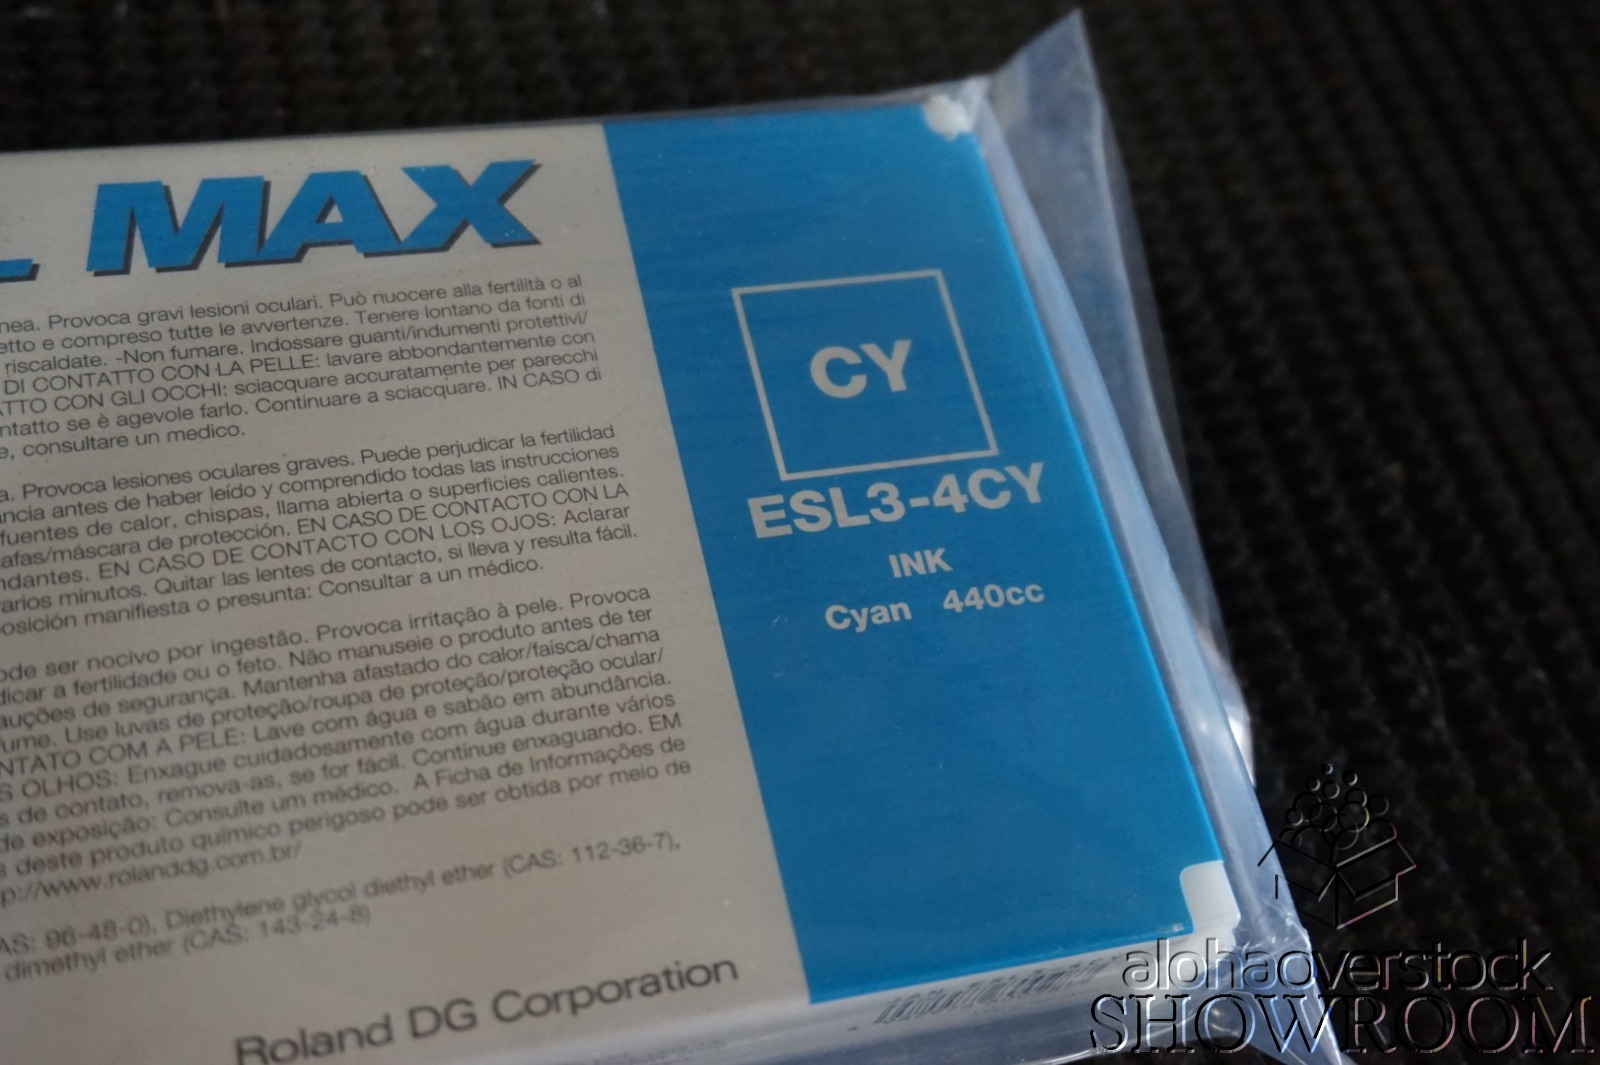 L MAX
nea. Provoca gravi lesioni oculari. Può nuocere alla fertilità o al
etto e compreso tutte le avvertenze. Tenere lontano da fonti di
riscaldate. -Non fumare. Indossare guanti/indumenti protettivi/
DI CONTATTO CON LA PELLE: lavare abbondantemente con
ATTO CON GLI OCCHI: sciacquare accuratamente per parecchi
ntatto se è agevole farlo. Continuare a sciacquare. IN CASO di
e, consultare un medico.
a. Provoca lesiones oculares graves. Puede perjudicar la fertilidad
ancia antes de haber leído y comprendido todas las instrucciones
fuentes de calor, chispas, llama abierta o superficies calientes.
afas/máscara de protección. EN CASO DE CONTACTO CON LA
ndantes. EN CASO DE CONTACTO CON LOS OJOS: Aclarar
varios minutos. Quitar las lentes de contacto, si lleva y resulta fácil.
posición manifiesta o presunta: Consultar a un médico.
ode ser nocivo por ingestão. Provoca irritação à pele. Provoca
dicar a fertilidade ou o feto. Não manuseie o produto antes de ter
auções de segurança. Mantenha afastado do calor/faísca/chama
fume. Use luvas de proteção/roupa de proteção/proteção ocular/
NTATO COM A PELE: Lave com água e sabão em abundância.
S OLHOS: Enxague cuidadosamente com água durante vários
s de contato, remova-as, se for fácil. Continue enxaguando. EM
de exposição: Consulte um médico. A Ficha de Informações de
s deste produto químico perigoso pode ser obtida por meio de
p://www.rolanddg.com.br/
AS: 96-48-0), Diethylene glycol diethyl ether (CAS: 112-36-7),
dimethyl ether (CAS: 143-24-8)
Roland DG Corporation
CY
ESL3-4CY
INK
Cyan 440cc
alohaoverstock
SHOWROOM